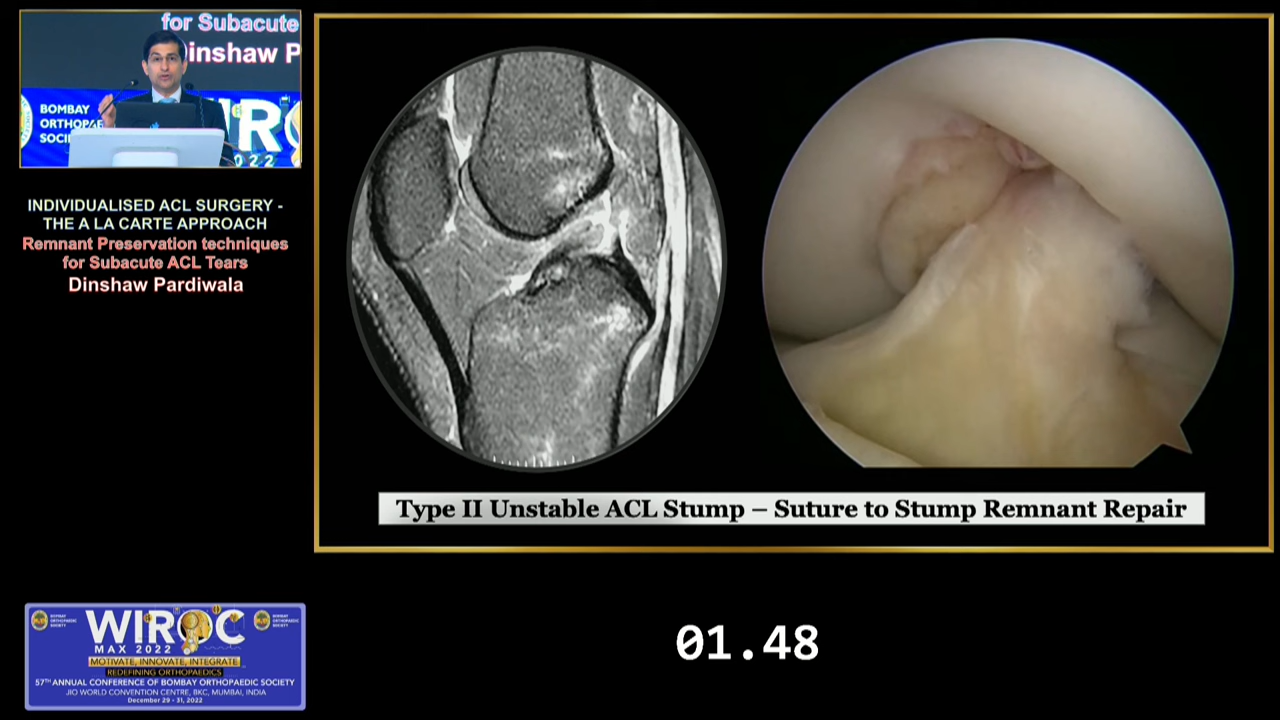 for Subacute
Dinshaw P
BOMBAY
ORTHOPAE
SOCI
2022
INDIVIDUALISED ACL SURGERY -
THE A LA CARTE APPROACH
Remnant Preservation techniques
for Subacute ACL Tears
Dinshaw Pardiwala
Type II Unstable ACL Stump – Suture to Stump Remnant Repair
01.48
WIROC
MAX 2022
MOTIVATE, INNOVATE, INTEGRATE
REDEFINING ORTHOPAEDICS
57TH ANNUAL CONFERENCE OF BOMBAY ORTHOPAEDIC SOCIETY
JIO WORLD CONVENTION CENTRE, BKC, MUMBAI, INDIA
December 29 - 31, 2022